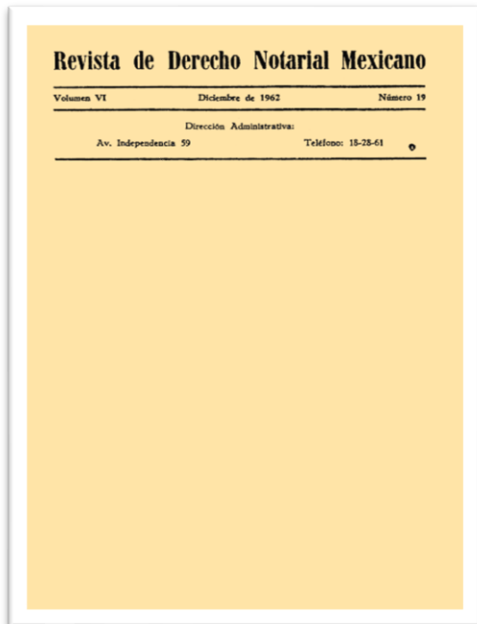 Revista de Derecho Notarial Mexicano
Volumen VI Diciembre de 1962 Número 19
Dirección Administrativa:
Av. Independencia 59 Teléfono: 18-28-61